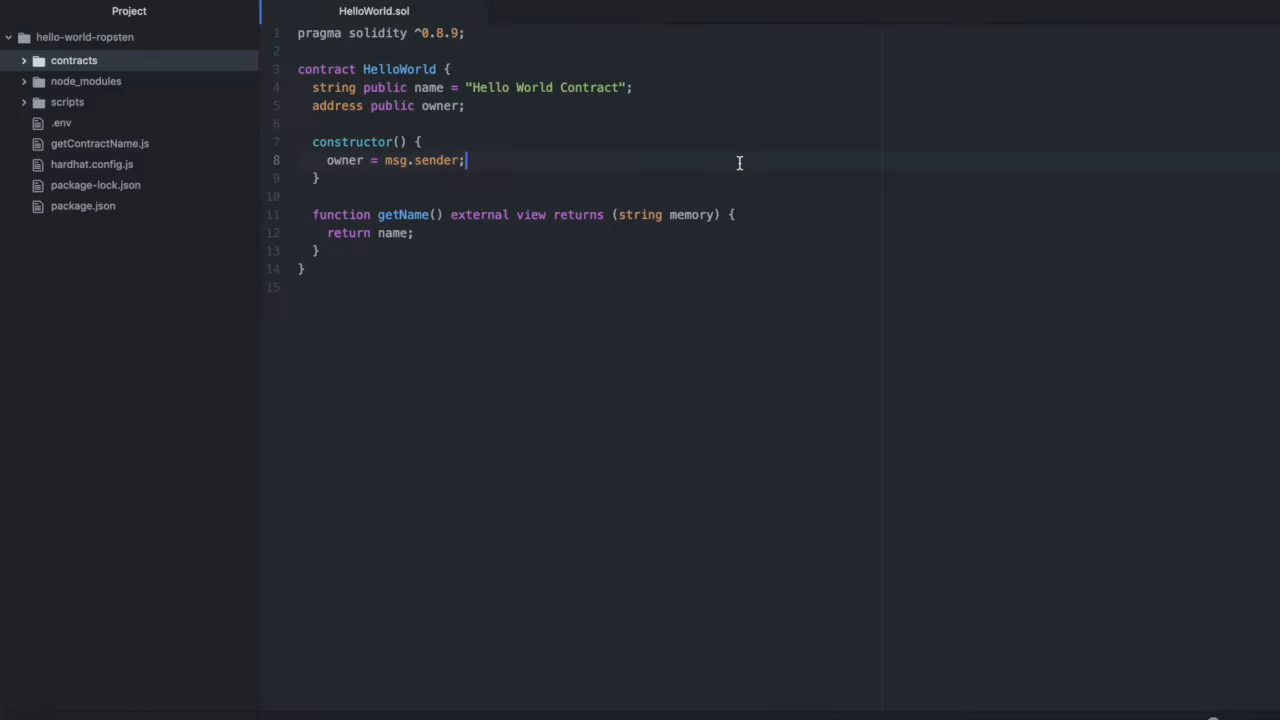 Project
hello-world-ropsten
contracts
node_modules
scripts
.env
getContractName.js
hardhat.config.js
package-lock.json
package.json
HelloWorld.sol
1 pragma solidity ^0.8.9;
2
3 contract HelloWorld {
4 string public name = "Hello World Contract";
5 address public owner;
6
7 constructor() {
8 owner = msg.sender;
9 }
10
11 function getName() external view returns (string memory) {
12 return name;
13 }
14 }
15